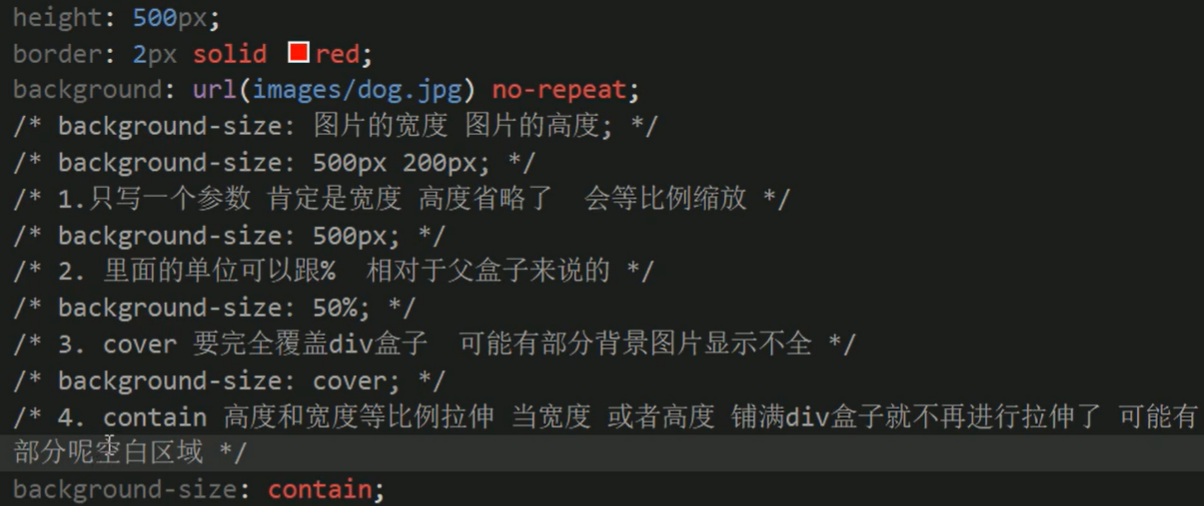 height: 500px;
border: 2px solid red;
background: url(images/dog.jpg) no-repeat;
/* background-size: 图片的宽度 图片的高度; */
/* background-size: 500px 200px; */
/* 1.只写一个参数 肯定是宽度 高度省略了  会等比例缩放 */
/* background-size: 500px; */
/* 2. 里面的单位可以跟%  相对于父盒子来说的 */
/* background-size: 50%; */
/* 3. cover 要完全覆盖div盒子  可能有部分背景图片显示不全 */
/* background-size: cover; */
/* 4. contain 高度和宽度等比例拉伸 当宽度 或者高度 铺满div盒子就不再进行拉伸了 可能有
部分呢空白区域 */
background-size: contain;